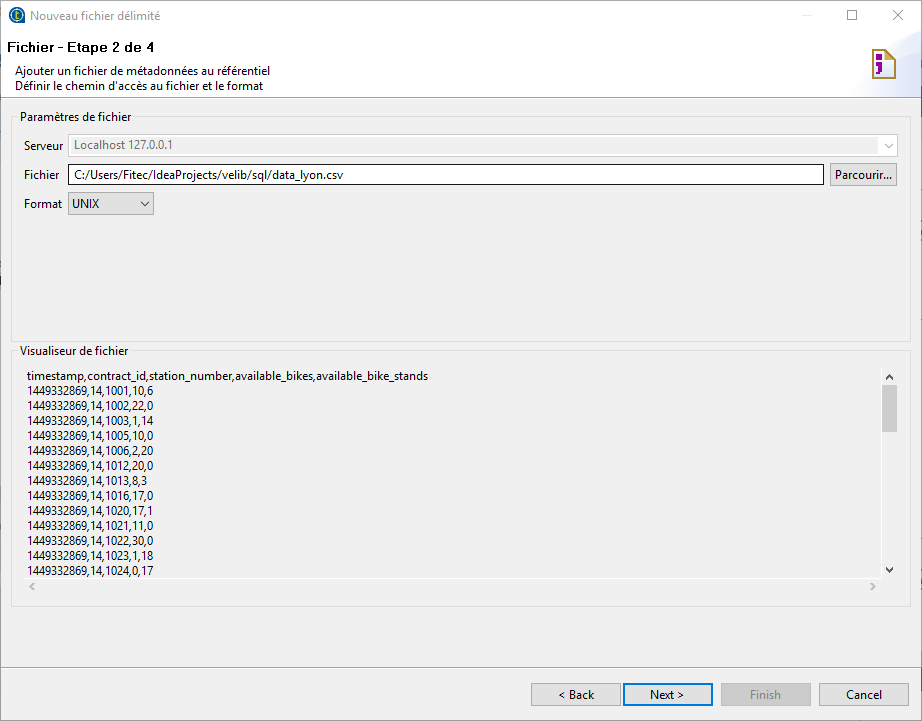 Nouveau fichier délimité
Fichier - Etape 2 de 4
Ajouter un fichier de métadonnées au référentiel
Définir le chemin d'accès au fichier et le format
Paramètres de fichier
Serveur Localhost 127.0.0.1
Fichier C:/Users/Fitec/IdeaProjects/velib/sql/data_lyon.csv Parcourir...
Format UNIX
Visualiseur de fichier
timestamp,contract_id,station_number,available_bikes,available_bike_stands
1449332869,14,1001,10,6
1449332869,14,1002,22,0
1449332869,14,1003,1,14
1449332869,14,1005,10,0
1449332869,14,1006,2,20
1449332869,14,1012,20,0
1449332869,14,1013,8,3
1449332869,14,1016,17,0
1449332869,14,1020,17,1
1449332869,14,1021,11,0
1449332869,14,1022,30,0
1449332869,14,1023,1,18
1449332869,14,1024,0,17
< Back Next > Finish Cancel